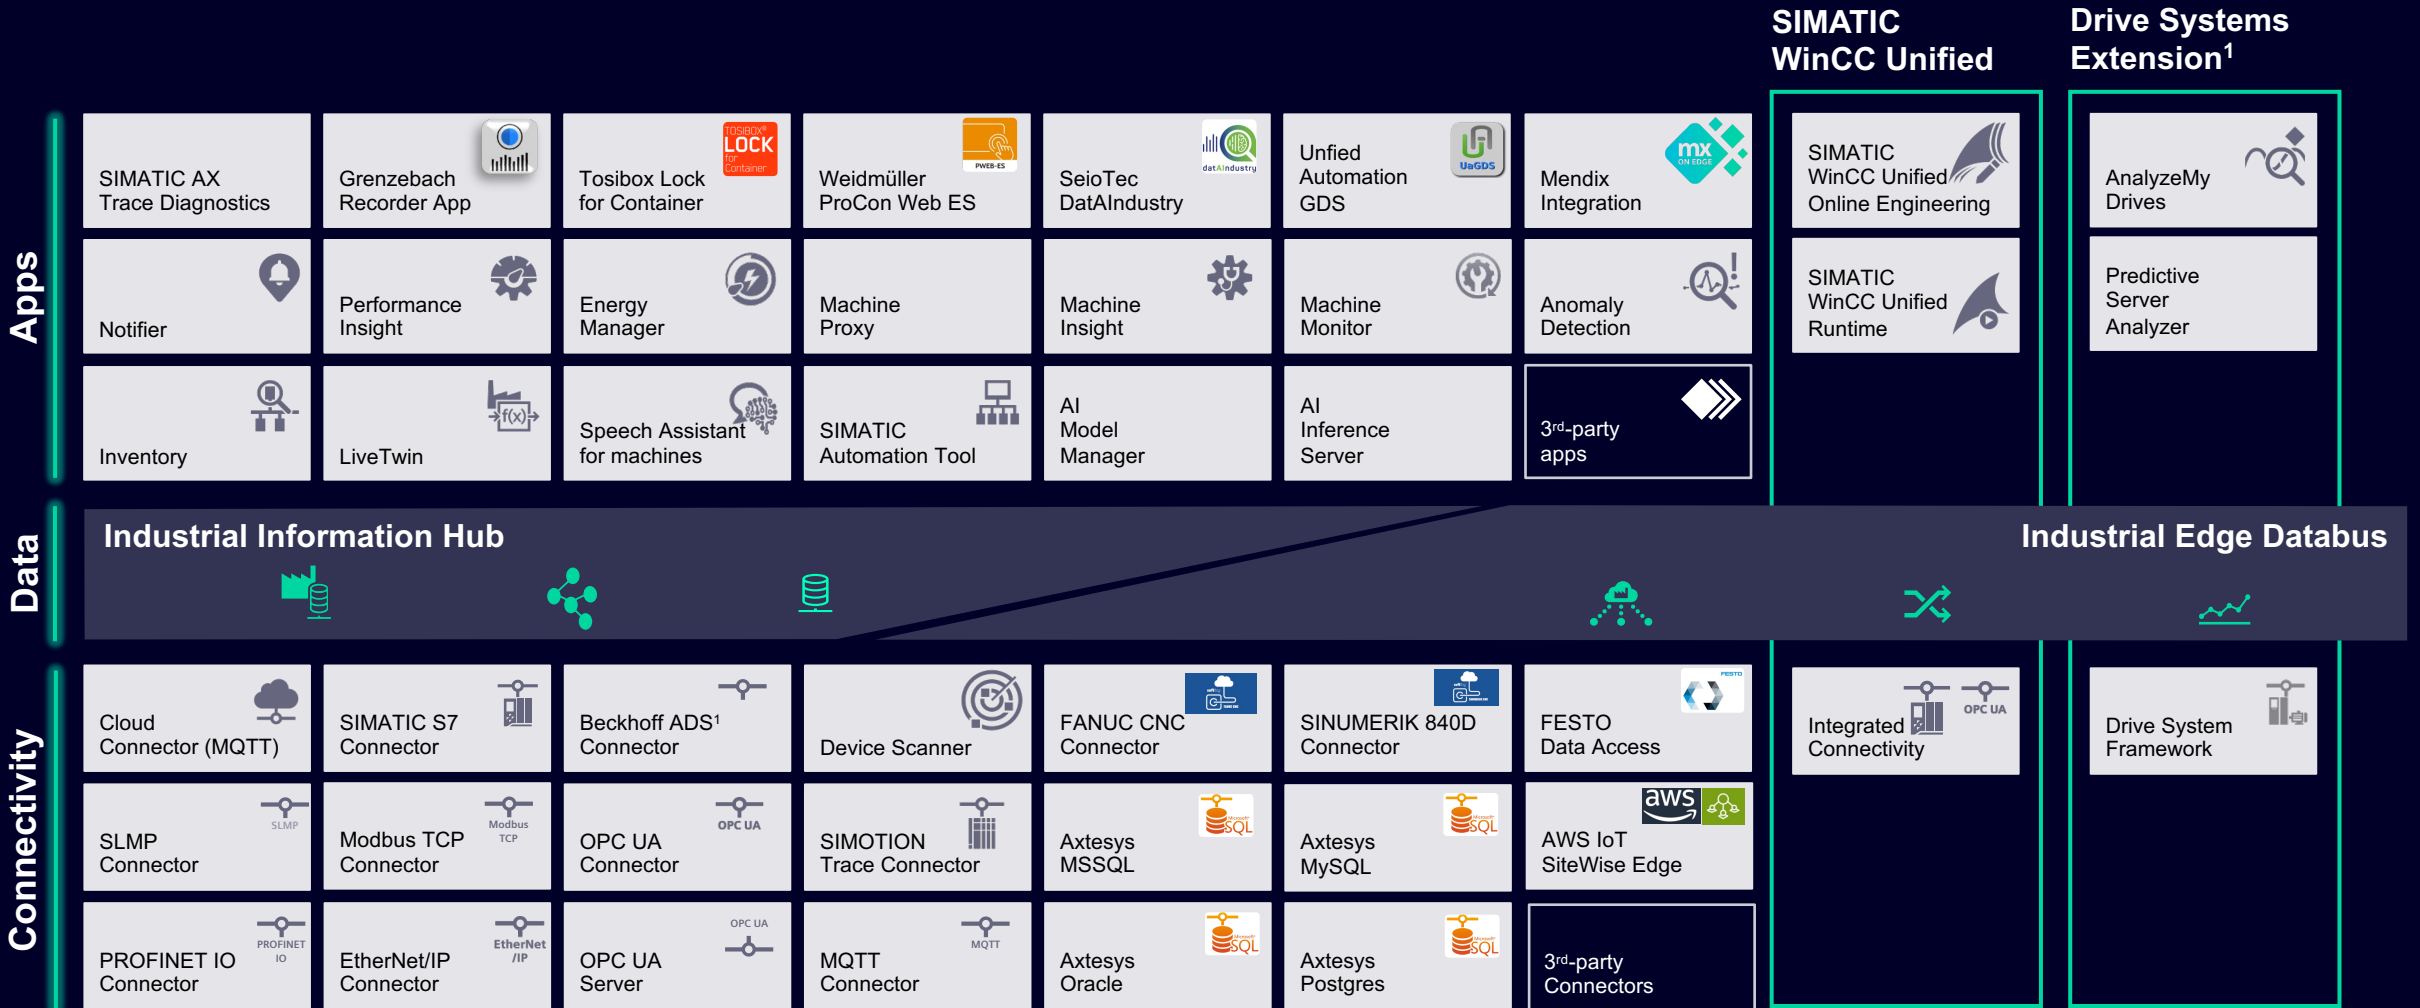 SIMATIC
WinCC Unified
Drive Systems
Extension¹
Apps
SIMATIC AX
Trace Diagnostics
Grenzebach
Recorder App
TOSIBOX®
LOCK
for
Container
Tosibox Lock
for Container
PWEB-ES
Weidmüller
ProCon Web ES
datAIndustry
SeioTec
DatAIndustry
UaGDS
Unfied
Automation
GDS
mx
ON EDGE
Mendix
Integration
SIMATIC
WinCC Unified
Online Engineering
AnalyzeMy
Drives
Notifier
Performance
Insight
Energy
Manager
Machine
Proxy
Machine
Insight
Machine
Monitor
Anomaly
Detection
SIMATIC
WinCC Unified
Runtime
Predictive
Server
Analyzer
Inventory
f(x)
LiveTwin
Speech Assistant
for machines
SIMATIC
Automation Tool
AI
Model
Manager
AI
Inference
Server
3rd-party
apps
Data
Industrial Information Hub
Industrial Edge Databus
Connectivity
Cloud
Connector (MQTT)
SIMATIC S7
Connector
Beckhoff ADS¹
Connector
Device Scanner
FANUC CNC
Connector
SINUMERIK 840D
Connector
FESTO
FESTO
Data Access
OPC UA
Integrated
Connectivity
Drive System
Framework
SLMP
SLMP
Connector
Modbus
TCP
Modbus TCP
Connector
OPC UA
OPC UA
Connector
SIMOTION
Trace Connector
Microsoft
SQL
Axtesys
MSSQL
Microsoft
SQL
Axtesys
MySQL
aws
AWS IoT
SiteWise Edge
PROFINET
IO
PROFINET IO
Connector
EtherNet
/IP
EtherNet/IP
Connector
OPC UA
OPC UA
Server
MQTT
MQTT
Connector
Microsoft
SQL
Axtesys
Oracle
Microsoft
SQL
Axtesys
Postgres
3rd-party
Connectors